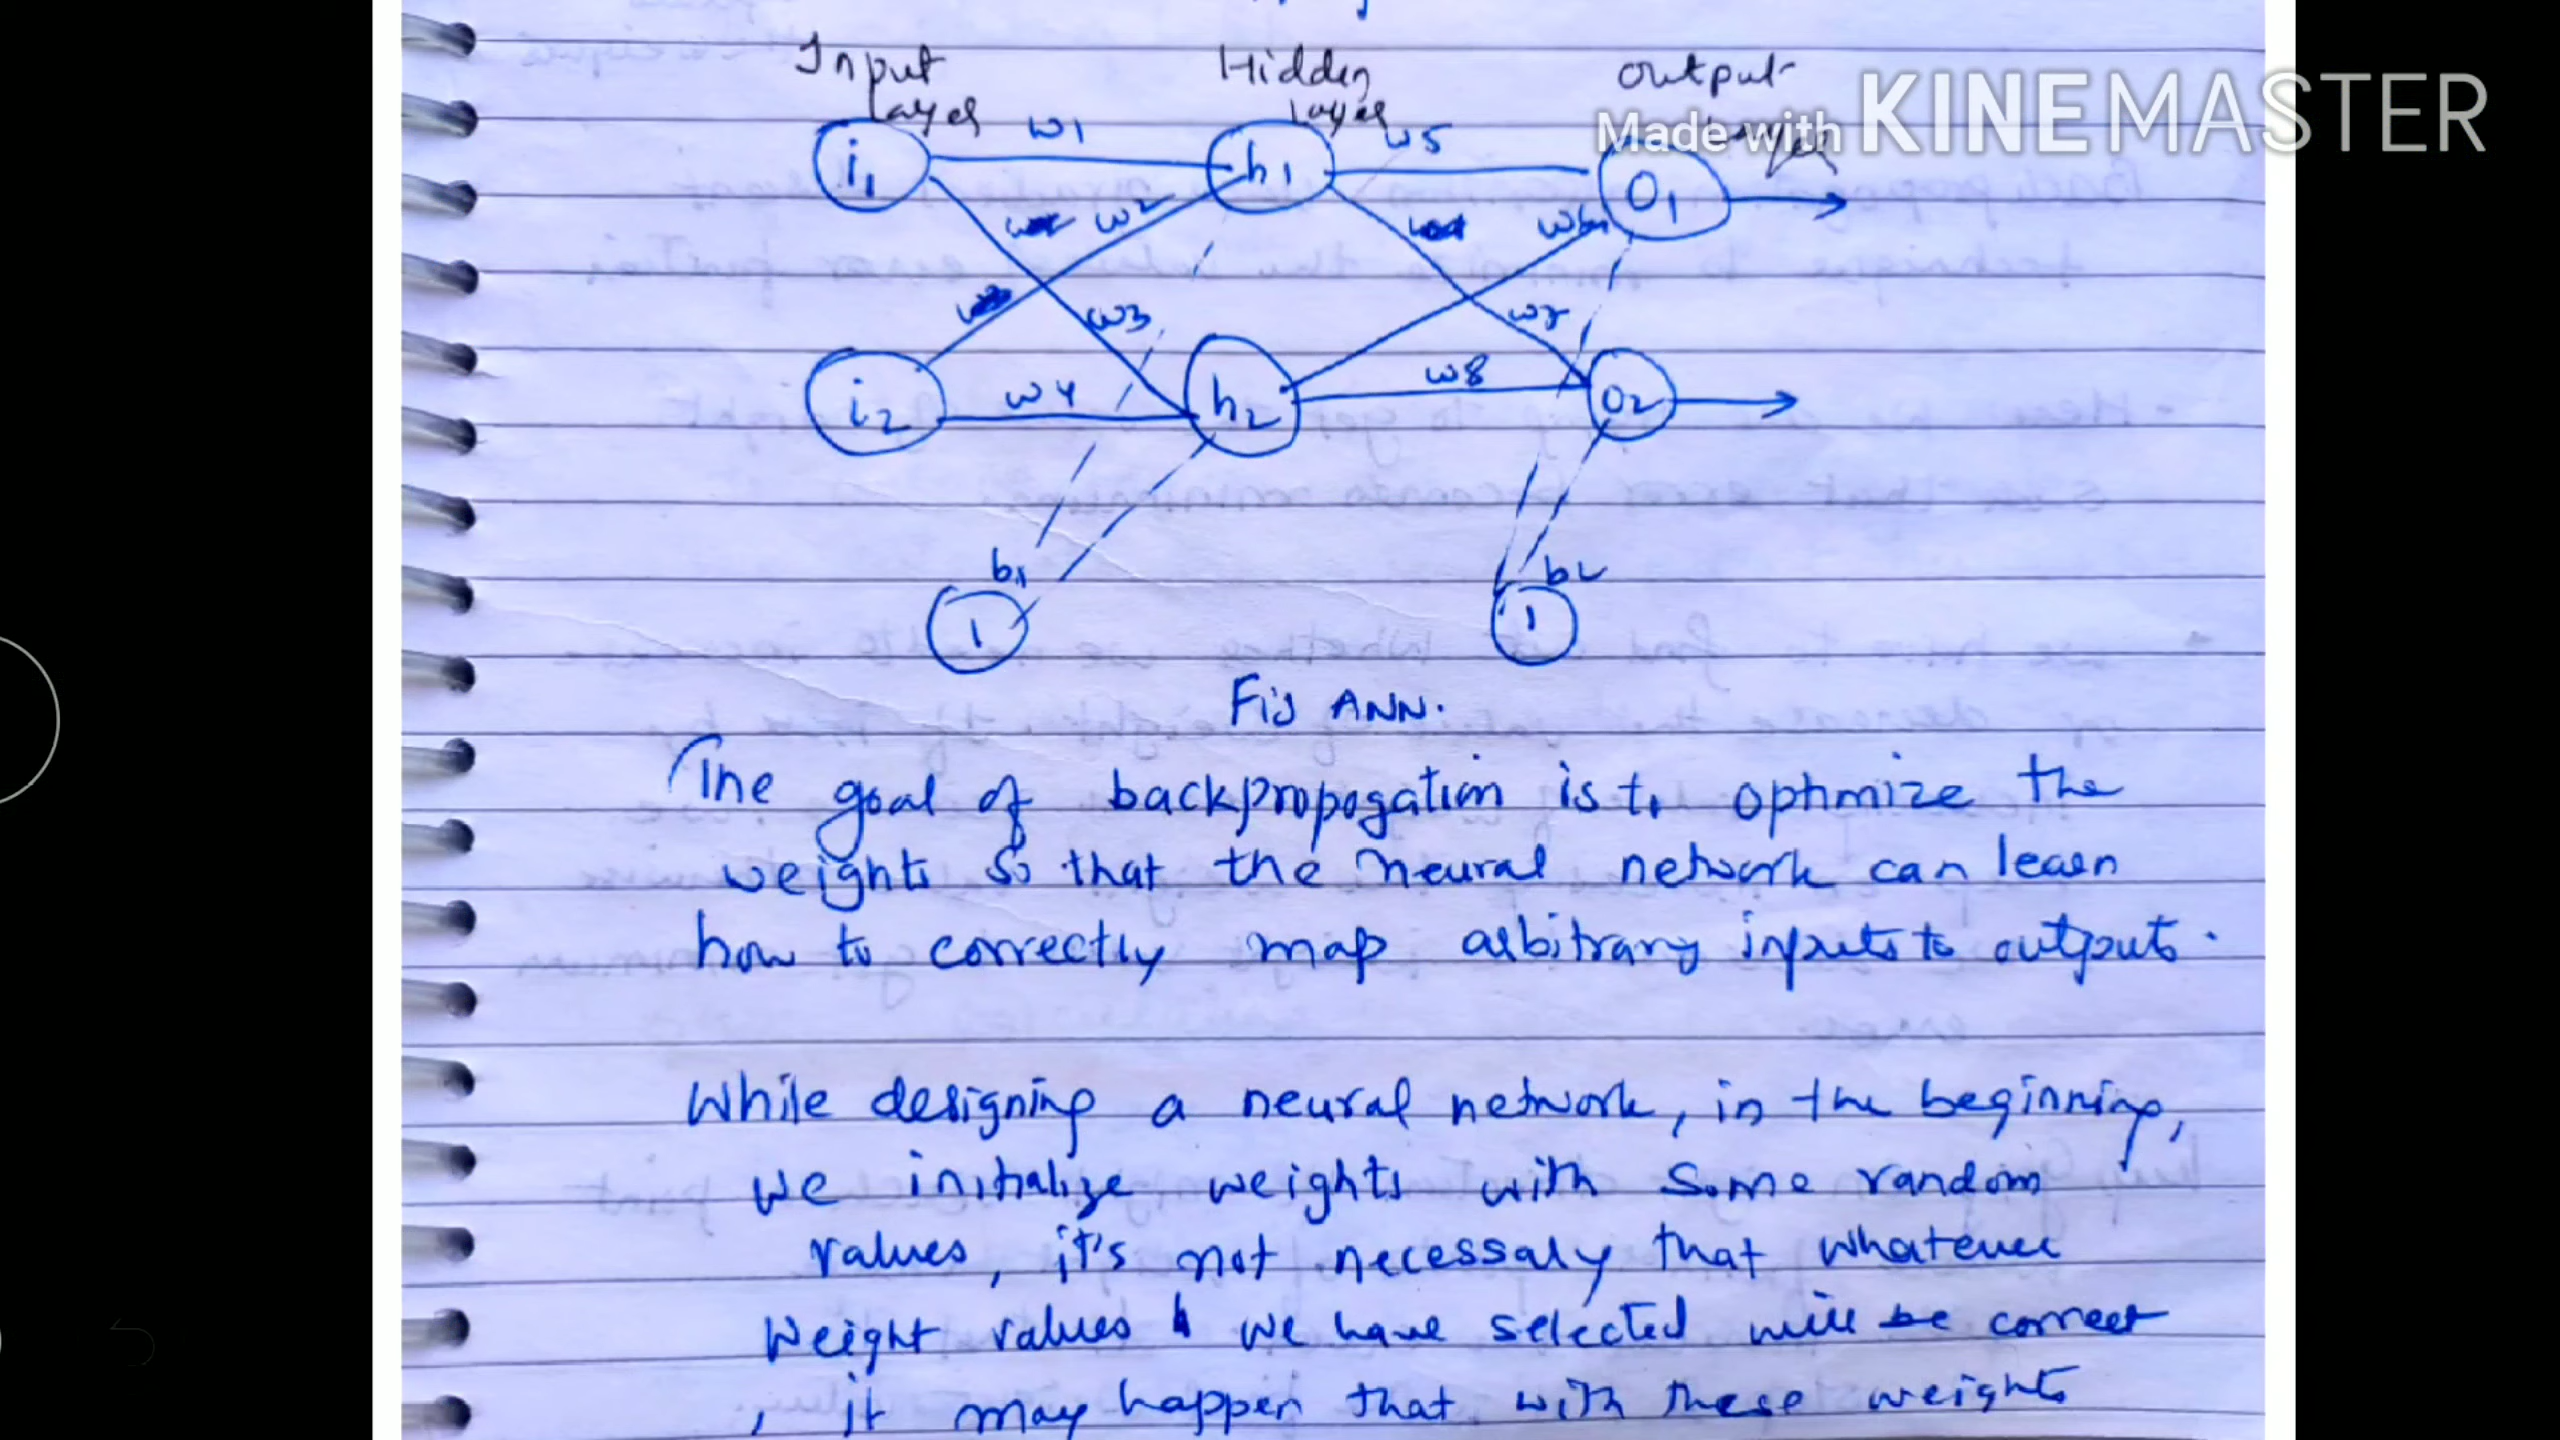 Input Hidden output
Layer Layer Layer
Made with KINEMASTER
i1 w1 h1 w5 O1
w2 w6
w3 w7
i2 w4 h2 w8 O2
b1 b2
1 1
Fig ANN.
The goal of backpropogation is to optimize the
weights so that the neural network can learn
how to correctly map arbitrary inputs to outputs.
While designing a neural network, in the beginning,
we initialize weights with some random
values, it's not necessary that whatever
weight values we have selected will be correct
, it may happen that with these weights